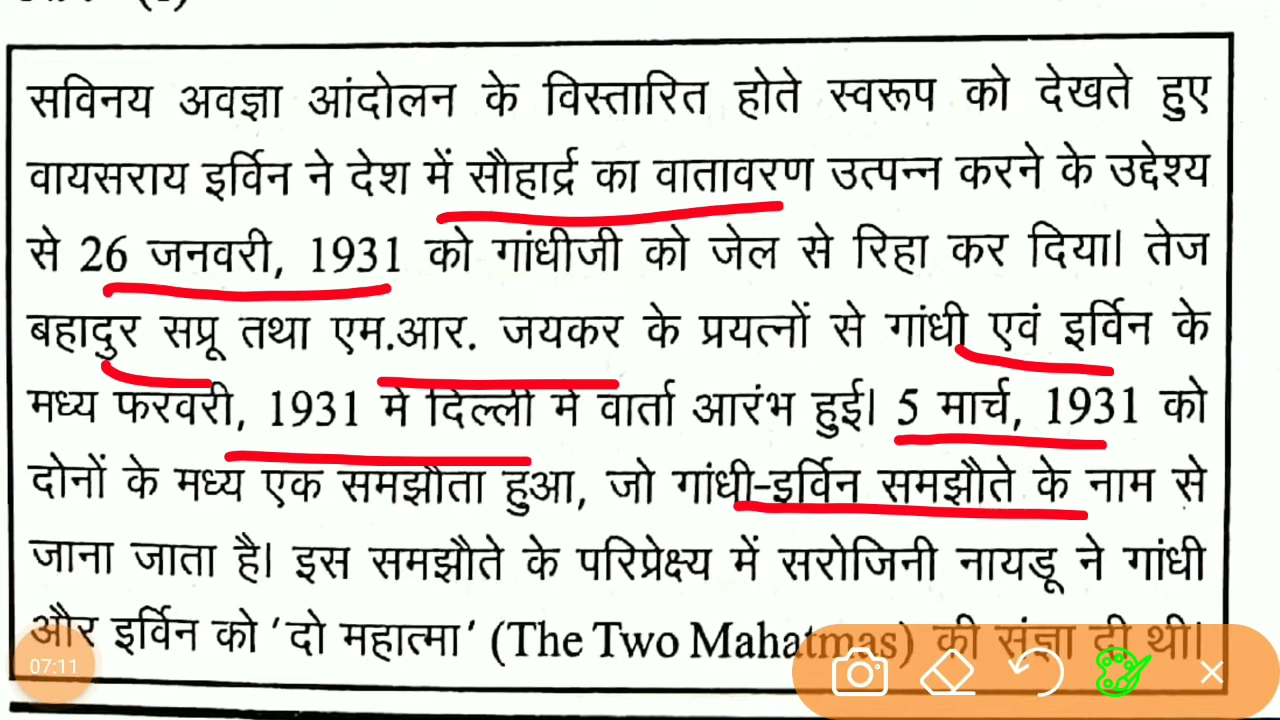 सविनय अवज्ञा आंदोलन के विस्तारित होते स्वरूप को देखते हुए
वायसराय इर्विन ने देश में सौहार्द्र का वातावरण उत्पन्न करने के उद्देश्य
से 26 जनवरी, 1931 को गांधीजी को जेल से रिहा कर दिया। तेज
बहादुर सप्रू तथा एम.आर. जयकर के प्रयत्नों से गांधी एवं इर्विन के
मध्य फरवरी, 1931 में दिल्ली में वार्ता आरंभ हुई। 5 मार्च, 1931 को
दोनों के मध्य एक समझौता हुआ, जो गांधी-इर्विन समझौते के नाम से
जाना जाता है। इस समझौते के परिप्रेक्ष्य में सरोजिनी नायडू ने गांधी
और इर्विन को 'दो महात्मा' (The Two Mahatmas) की संज्ञा दी थी।
07:11